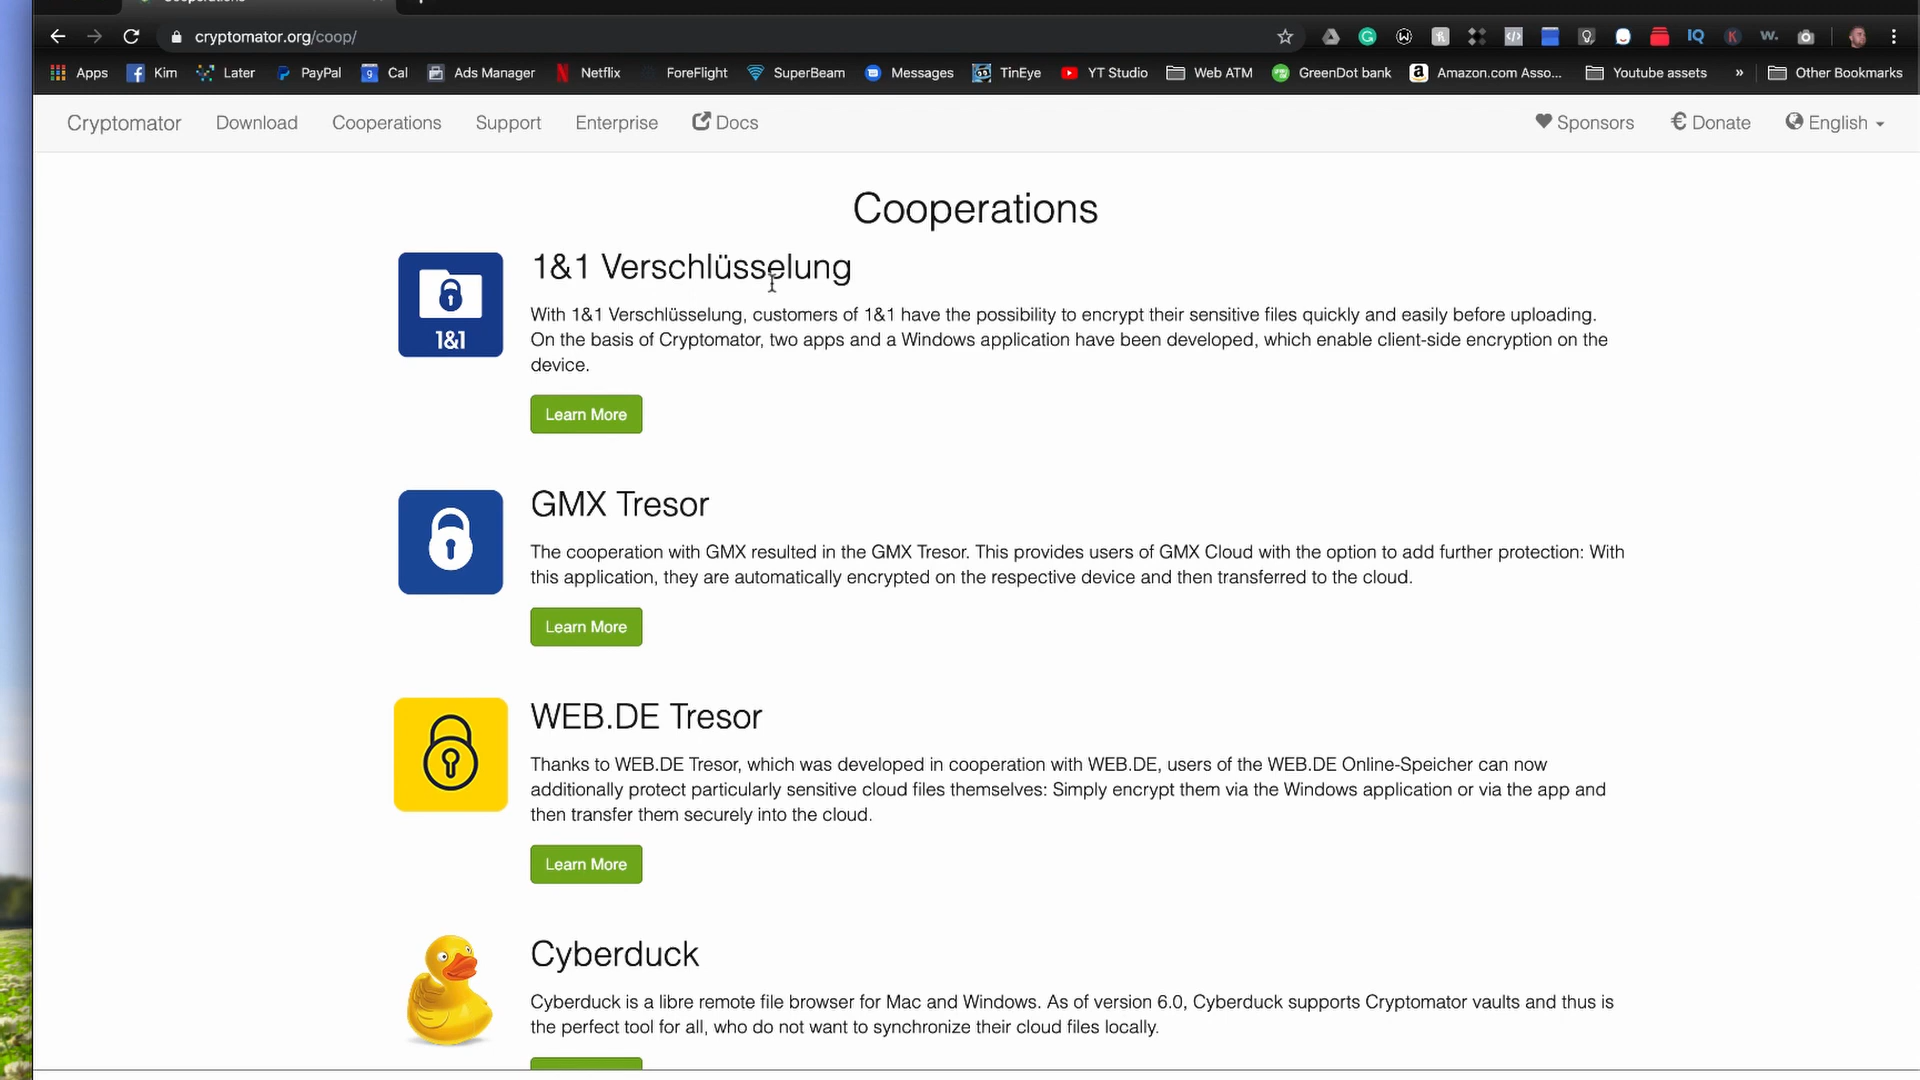 Cooperations
cryptomator.org/coop/
IQ
K
w.
Apps
Kim
Later
PayPal
9
Cal
Ads Manager
Netflix
ForeFlight
SuperBeam
Messages
TinEye
YT Studio
Web ATM
GreenDot bank
Amazon.com Asso...
Youtube assets
»
Other Bookmarks
Cryptomator
Download
Cooperations
Support
Enterprise
Docs
Sponsors
€ Donate
English
Cooperations
1&1
1&1 Verschlüsselung
With 1&1 Verschlüsselung, customers of 1&1 have the possibility to encrypt their sensitive files quickly and easily before uploading.
On the basis of Cryptomator, two apps and a Windows application have been developed, which enable client-side encryption on the
device.
Learn More
GMX Tresor
The cooperation with GMX resulted in the GMX Tresor. This provides users of GMX Cloud with the option to add further protection: With
this application, they are automatically encrypted on the respective device and then transferred to the cloud.
Learn More
WEB.DE Tresor
Thanks to WEB.DE Tresor, which was developed in cooperation with WEB.DE, users of the WEB.DE Online-Speicher can now
additionally protect particularly sensitive cloud files themselves: Simply encrypt them via the Windows application or via the app and
then transfer them securely into the cloud.
Learn More
Cyberduck
Cyberduck is a libre remote file browser for Mac and Windows. As of version 6.0, Cyberduck supports Cryptomator vaults and thus is
the perfect tool for all, who do not want to synchronize their cloud files locally.